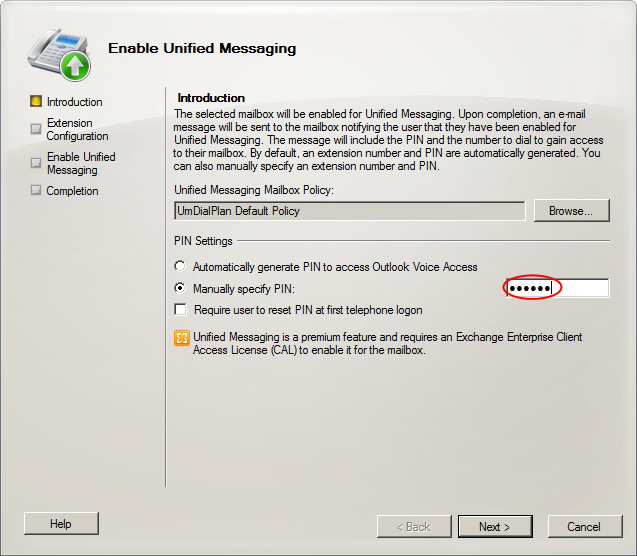 Enable Unified Messaging
Introduction
Extension
Configuration
Enable Unified
Messaging
Completion
Introduction
The selected mailbox will be enabled for Unified Messaging. Upon completion, an e-mail
message will be sent to the mailbox notifying the user that they have been enabled for
Unified Messaging. The message will include the PIN and the number to dial to gain access
to their mailbox. By default, an extension number and PIN are automatically generated. You
can also manually specify an extension number and PIN.
Unified Messaging Mailbox Policy:
UmDialPlan Default Policy
Browse...
PIN Settings
Automatically generate PIN to access Outlook Voice Access
Manually specify PIN:
●●●●●●
Require user to reset PIN at first telephone logon
Unified Messaging is a premium feature and requires an Exchange Enterprise Client
Access License (CAL) to enable it for the mailbox.
Help
< Back
Next >
Cancel